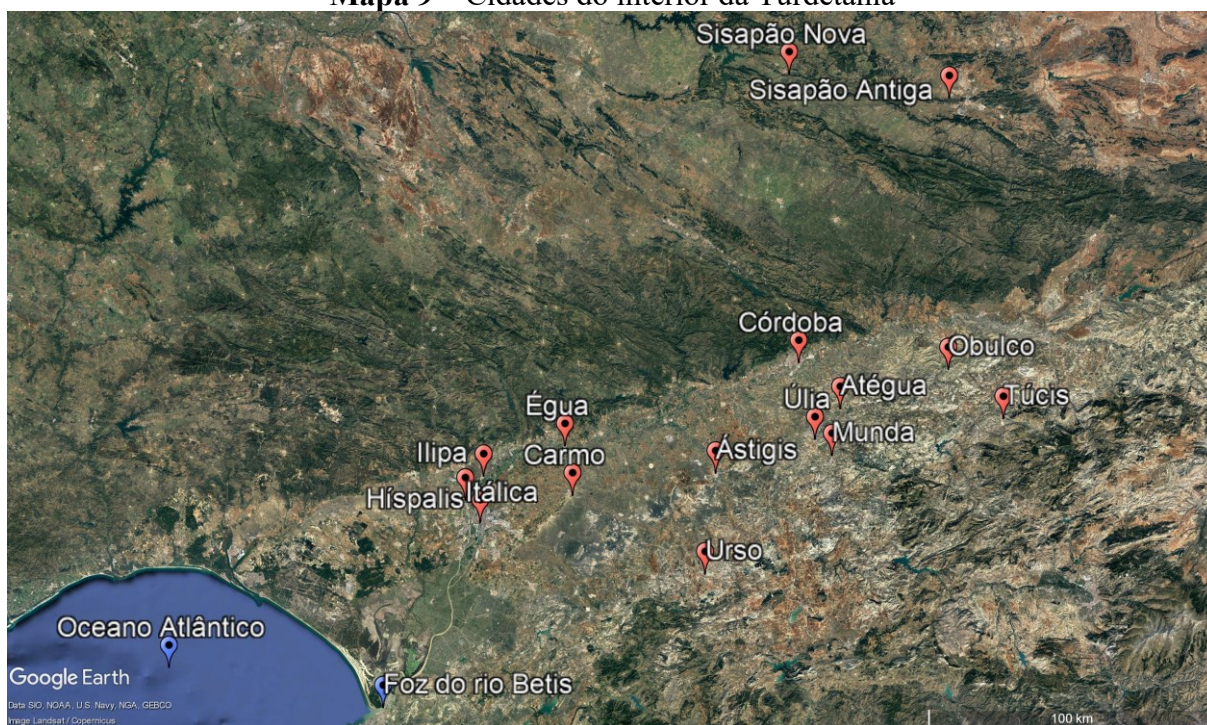 Mapa 9 – Cidades do interior da Turdetânia
Sisapão Nova
Sisapão Antiga
Córdoba
Obulco
Atégua
Túcis
Úlia
Munda
Égua
Ástigis
Ilipa
Carmo
Itálica
Híspalis
Urso
Oceano Atlântico
Foz do rio Betis
Google Earth
Data SIO, NOAA, U.S. Navy, NGA, GEBCO
Image Landsat / Copernicus
100 km